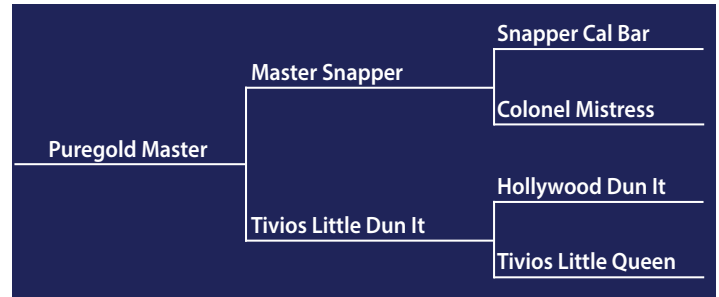 Snapper Cal Bar
Master Snapper
Colonel Mistress
Puregold Master
Hollywood Dun It
Tivios Little Dun It
Tivios Little Queen